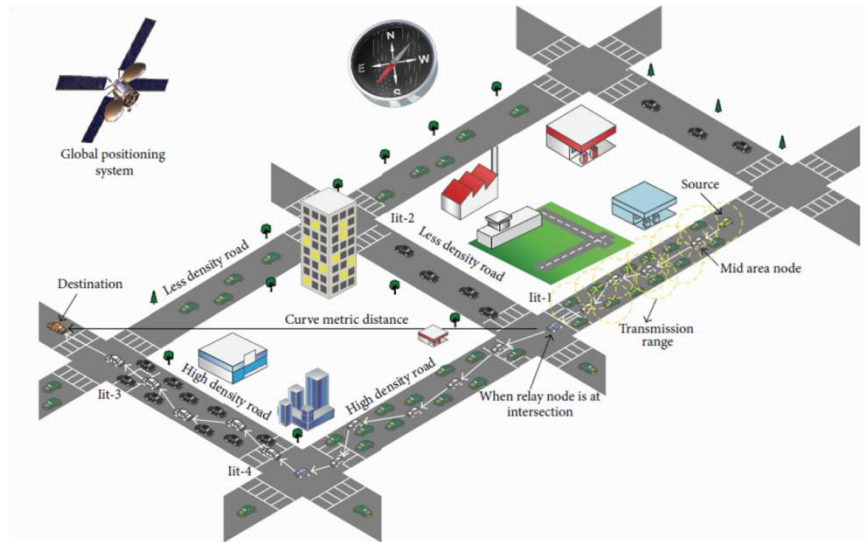 N
E
W
S
Global positioning
system
Iit-2
Source
Less density road
Less density road
Mid area node
Iit-1
Destination
Curve metric distance
Transmission
range
High density road
High density road
When relay node is at
intersection
Iit-3
Iit-4